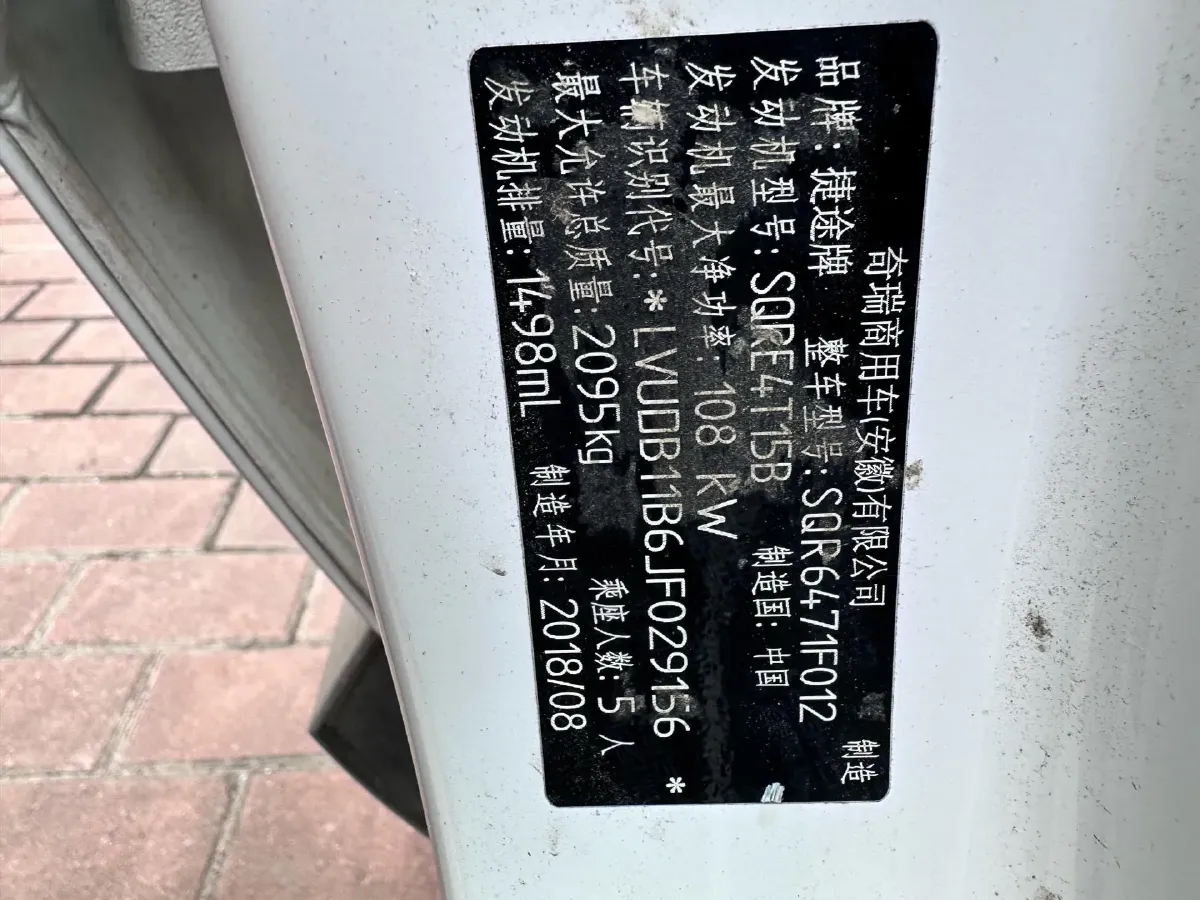 奇瑞商用车(安徽)有限公司 制造
品牌:捷途牌 整车型号:SQR6471F012
发动机型号:SQRE4T15B 制造国:中国
发动机最大净功率:108 kW
车辆识别代号:*LVUDB11B6JF029156*
最大允许总质量:2095kg 乘座人数:5人
发动机排量:1498mL 制造年月:2018/08